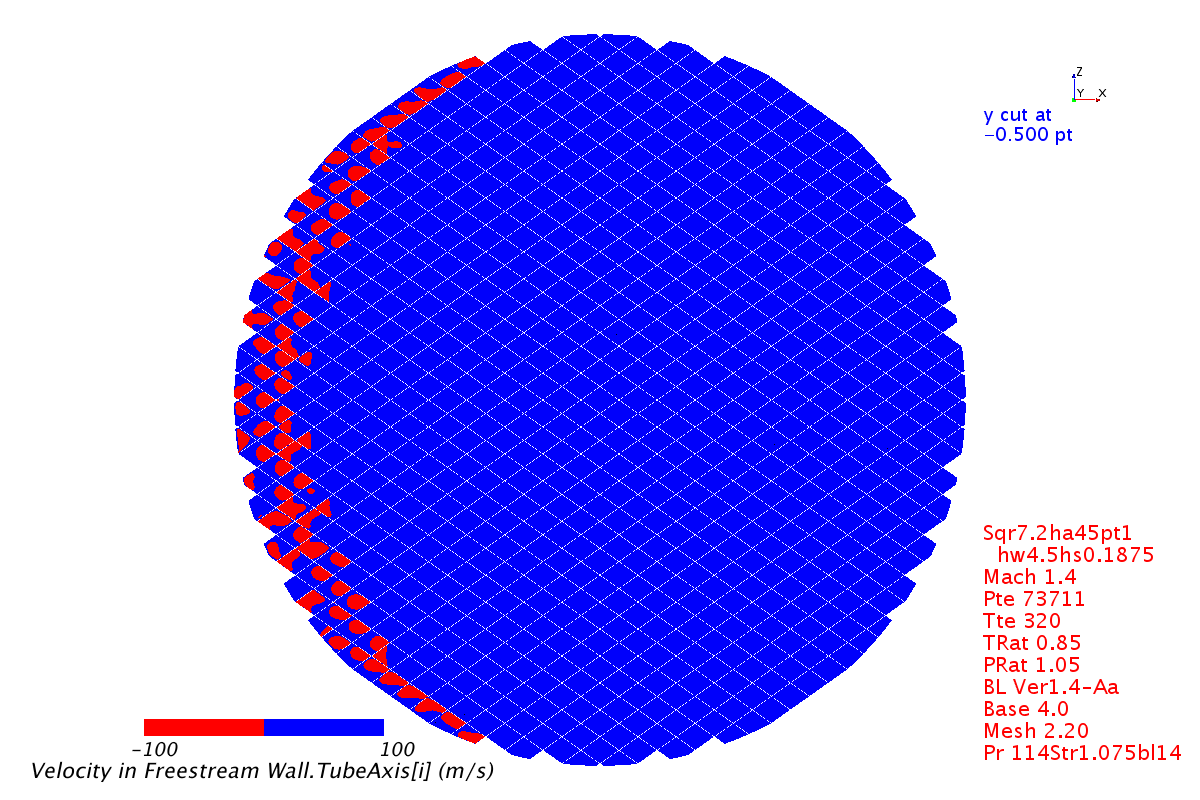 Z
Y X
y cut at
−0.500 pt
Sqr7.2ha45pt1
hw4.5hs0.1875
Mach 1.4
Pte 73711
Tte 320
TRat 0.85
PRat 1.05
BL Ver1.4−Aa
Base 4.0
Mesh 2.20
Pr 114Str1.075bl14
−100 100
Velocity in Freestream Wall.TubeAxis[i] (m/s)